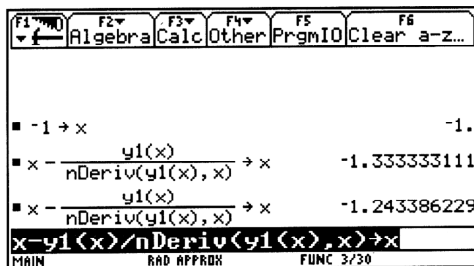 F1 F2 F3 F4 F5 F6
Algebra Calc Other PrgmIO Clear a-z…
▪ ⁻1 → x ⁻1.
▪ x - y1(x) / nDeriv(y1(x), x) → x ⁻1.333333111
▪ x - y1(x) / nDeriv(y1(x), x) → x ⁻1.243386229
x-y1(x)/nDeriv(y1(x),x)→x
MAIN RAD APPROX FUNC 3/30